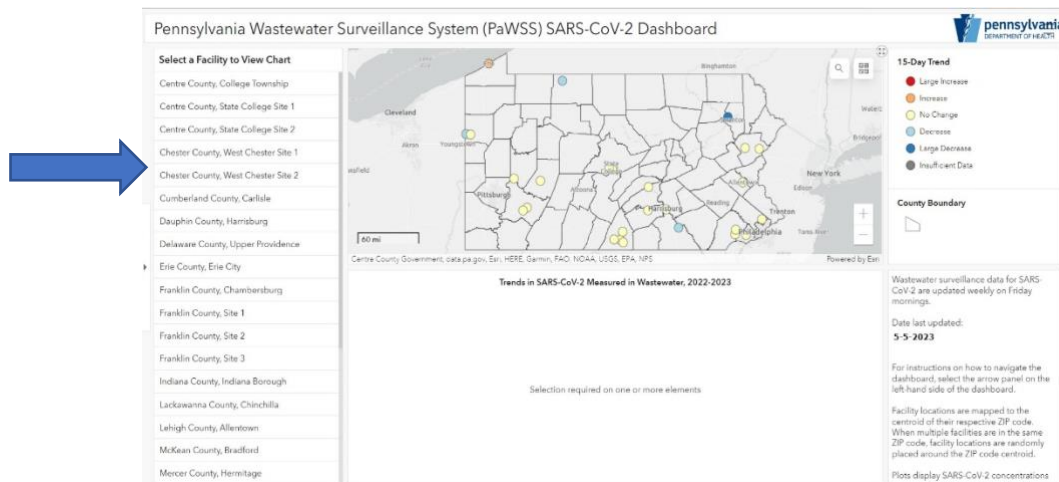 Pennsylvania Wastewater Surveillance System (PaWSS) SARS-CoV-2 Dashboard
pennsylvania
DEPARTMENT OF HEALTH
Select a Facility to View Chart
Centre County, College Township
Centre County, State College Site 1
Centre County, State College Site 2
Chester County, West Chester Site 1
Chester County, West Chester Site 2
Cumberland County, Carlisle
Dauphin County, Harrisburg
Delaware County, Upper Providence
Erie County, Erie City
Franklin County, Chambersburg
Franklin County, Site 1
Franklin County, Site 2
Franklin County, Site 3
Indiana County, Indiana Borough
Lackawanna County, Chinchilla
Lehigh County, Allentown
McKean County, Bradford
Mercer County, Hermitage
Binghamton
Cleveland
Akron
Youngstown
State College
New York
Edison
Pittsburgh
Altoona
Harrisburg
Reading
Trenton
Philadelphia
Toms River
60 mi
+
−
Centre County Government, data.pa.gov, Esri, HERE, Garmin, FAO, NOAA, USGS, EPA, NPS
Powered by Esri
Trends in SARS-CoV-2 Measured in Wastewater, 2022-2023
Selection required on one or more elements
15-Day Trend
Large Increase
Increase
No Change
Decrease
Large Decrease
Insufficient Data
County Boundary
Wastewater surveillance data for SARS-
CoV-2 are updated weekly on Friday
mornings.
Date last updated:
5-5-2023
For instructions on how to navigate the
dashboard, select the arrow panel on the
left-hand side of the dashboard.
Facility locations are mapped to the
centroid of their respective ZIP code.
When multiple facilities are in the same
ZIP code, facility locations are randomly
placed around the ZIP code centroid.
Plots display SARS-CoV-2 concentrations